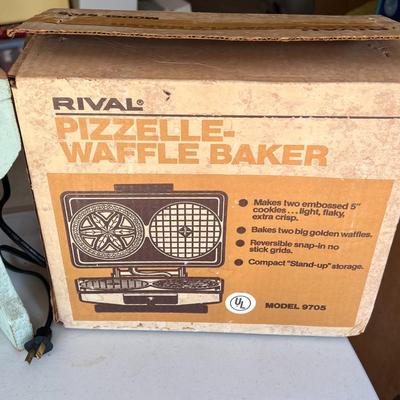 RIVAL®
PIZZELLE-
WAFFLE BAKER
Makes two embossed 5"
cookies...light, flaky,
extra crisp.
Bakes two big golden waffles.
Reversible snap-in no
stick grids.
Compact "Stand-up" storage.
UL
MODEL 9705